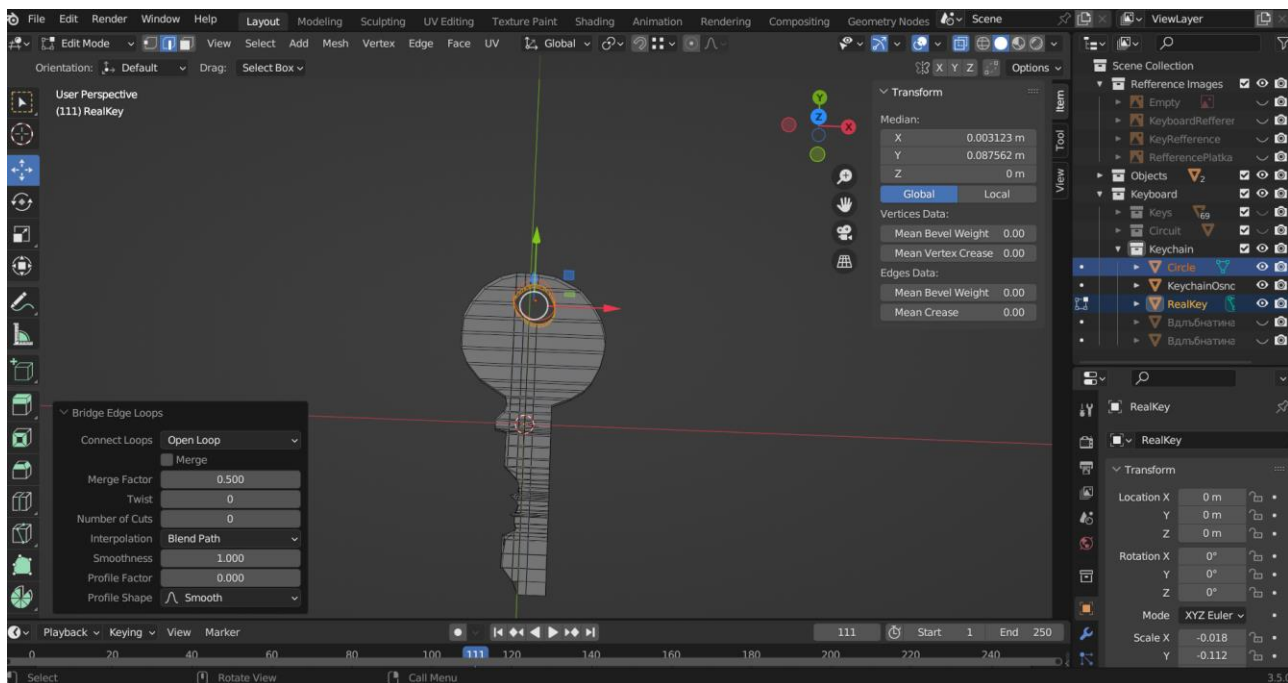 File Edit Render Window Help Layout Modeling Sculpting UV Editing Texture Paint Shading Animation Rendering Compositing Geometry Nodes Scene ViewLayer
Edit Mode View Select Add Mesh Vertex Edge Face UV Global
Orientation: Default Drag: Select Box X Y Z Options
User Perspective
(111) RealKey
Y
Z
X
Transform
Median:
X 0.003123 m
Y 0.087562 m
Z 0 m
Global Local
Vertices Data:
Mean Bevel Weight 0.00
Mean Vertex Crease 0.00
Edges Data:
Mean Bevel Weight 0.00
Mean Crease 0.00
Item
Tool
View
Scene Collection
Refference Images
Empty
KeyboardRefferer
KeyRefference
RefferencePlatka
Objects 2
Keyboard
Keys 69
Circuit
Keychain
Circle
KeychainOsnc
RealKey
Вдлъбнатина
Вдлъбнатина
Bridge Edge Loops
Connect Loops Open Loop
Merge
Merge Factor 0.500
Twist 0
Number of Cuts 0
Interpolation Blend Path
Smoothness 1.000
Profile Factor 0.000
Profile Shape Smooth
RealKey
RealKey
Transform
Location X 0 m
Y 0 m
Z 0 m
Rotation X 0°
Y 0°
Z 0°
Mode XYZ Euler
Scale X -0.018
Y -0.112
Playback Keying View Marker 111 Start 1 End 250
0 20 40 60 80 100 111 120 140 160 180 200 220 240
Select Rotate View Call Menu 3.5.